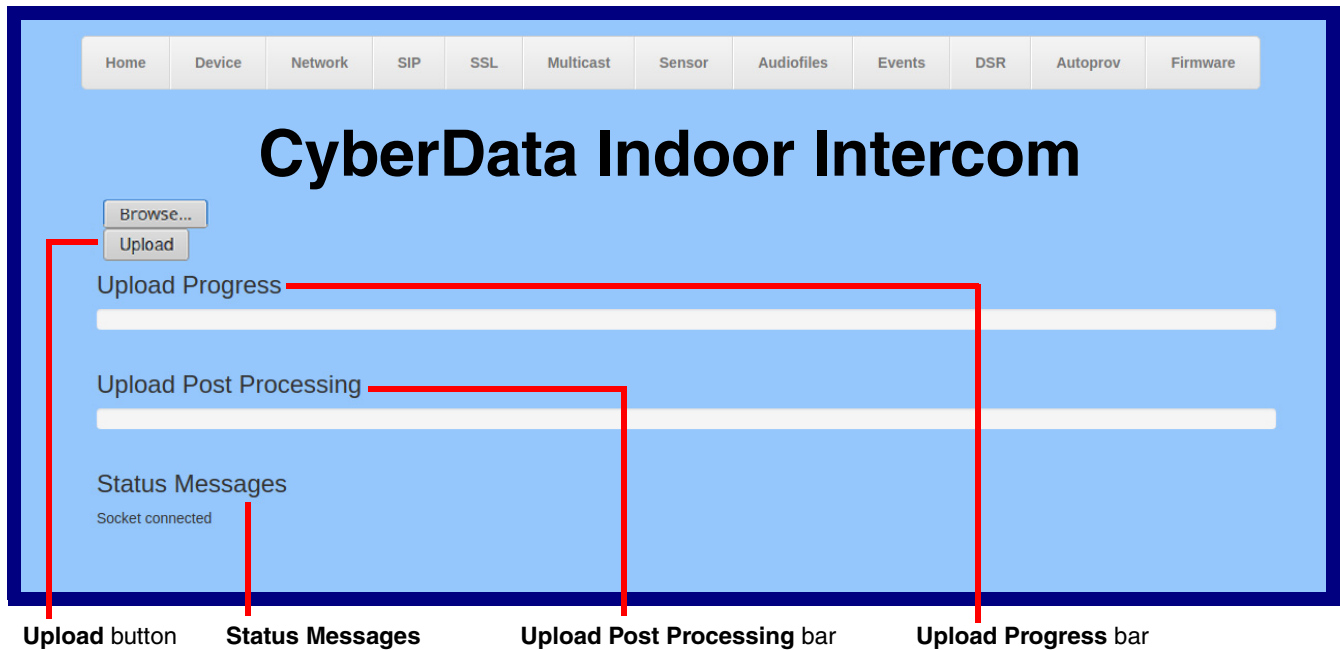 Home Device Network SIP SSL Multicast Sensor Audiofiles Events DSR Autoprov Firmware
CyberData Indoor Intercom
Browse...
Upload
Upload Progress
Upload Post Processing
Status Messages
Socket connected
Upload button Status Messages Upload Post Processing bar Upload Progress bar